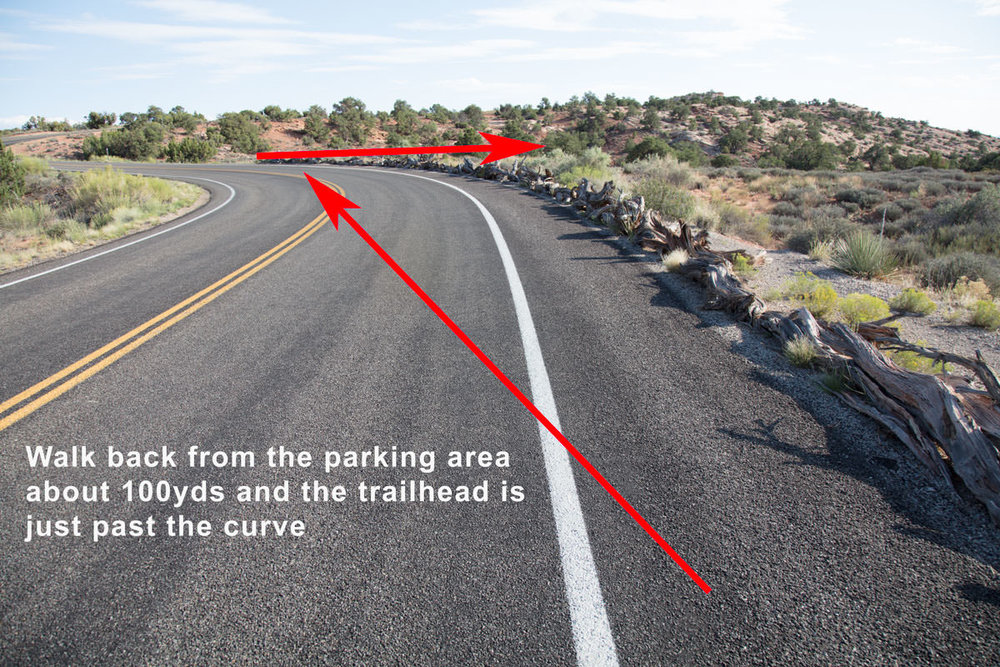 Walk back from the parking area
about 100yds and the trailhead is
just past the curve